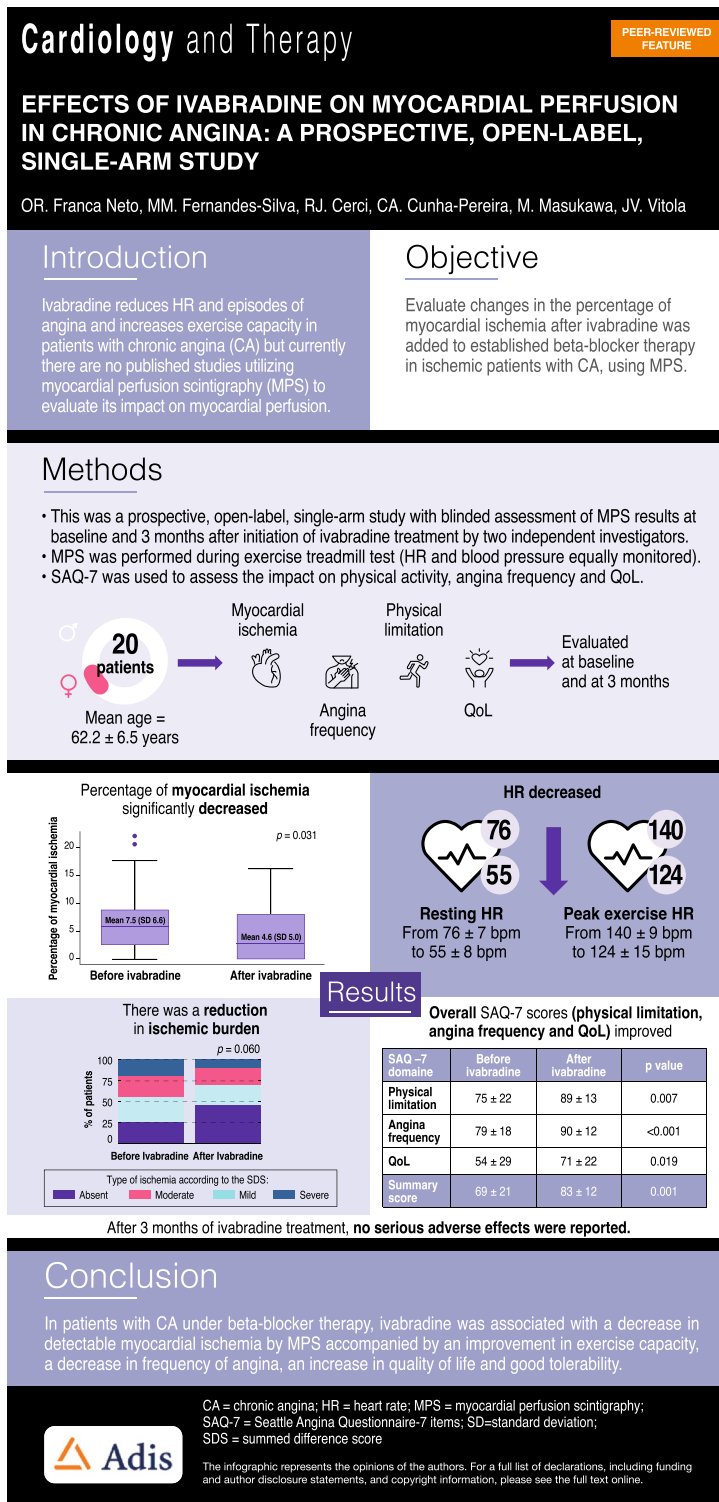 Cardiology and Therapy
PEER-REVIEWED
FEATURE
EFFECTS OF IVABRADINE ON MYOCARDIAL PERFUSION
IN CHRONIC ANGINA: A PROSPECTIVE, OPEN-LABEL,
SINGLE-ARM STUDY
OR. Franca Neto, MM. Fernandes-Silva, RJ. Cerci, CA. Cunha-Pereira, M. Masukawa, JV. Vitola
Introduction
Ivabradine reduces HR and episodes of
angina and increases exercise capacity in
patients with chronic angina (CA) but currently
there are no published studies utilizing
myocardial perfusion scintigraphy (MPS) to
evaluate its impact on myocardial perfusion.
Objective
Evaluate changes in the percentage of
myocardial ischemia after ivabradine was
added to established beta-blocker therapy
in ischemic patients with CA, using MPS.
Methods
• This was a prospective, open-label, single-arm study with blinded assessment of MPS results at
baseline and 3 months after initiation of ivabradine treatment by two independent investigators.
• MPS was performed during exercise treadmill test (HR and blood pressure equally monitored).
• SAQ-7 was used to assess the impact on physical activity, angina frequency and QoL.
20
patients
Mean age =
62.2 ± 6.5 years
Myocardial
ischemia
Angina
frequency
Physical
limitation
QoL
Evaluated
at baseline
and at 3 months
Percentage of myocardial ischemia
significantly decreased
Percentage of myocardial ischemia
p = 0.031
20
15
10
5
0
Mean 7.5 (SD 6.6)
Mean 4.6 (SD 5.0)
Before ivabradine
After ivabradine
HR decreased
76
55
140
124
Resting HR
From 76 ± 7 bpm
to 55 ± 8 bpm
Peak exercise HR
From 140 ± 9 bpm
to 124 ± 15 bpm
Results
There was a reduction
in ischemic burden
p = 0.060
% of patients
100
75
50
25
0
Before Ivabradine After Ivabradine
Type of ischemia according to the SDS:
Absent Moderate Mild Severe
Overall SAQ-7 scores (physical limitation,
angina frequency and QoL) improved
SAQ –7 domaine Before ivabradine After ivabradine p value
Physical limitation 75 ± 22 89 ± 13 0.007
Angina frequency 79 ± 18 90 ± 12 <0.001
QoL 54 ± 29 71 ± 22 0.019
Summary score 69 ± 21 83 ± 12 0.001
After 3 months of ivabradine treatment, no serious adverse effects were reported.
Conclusion
In patients with CA under beta-blocker therapy, ivabradine was associated with a decrease in
detectable myocardial ischemia by MPS accompanied by an improvement in exercise capacity,
a decrease in frequency of angina, an increase in quality of life and good tolerability.
Adis
CA = chronic angina; HR = heart rate; MPS = myocardial perfusion scintigraphy;
SAQ-7 = Seattle Angina Questionnaire-7 items; SD=standard deviation;
SDS = summed difference score
The infographic represents the opinions of the authors. For a full list of declarations, including funding
and author disclosure statements, and copyright information, please see the full text online.